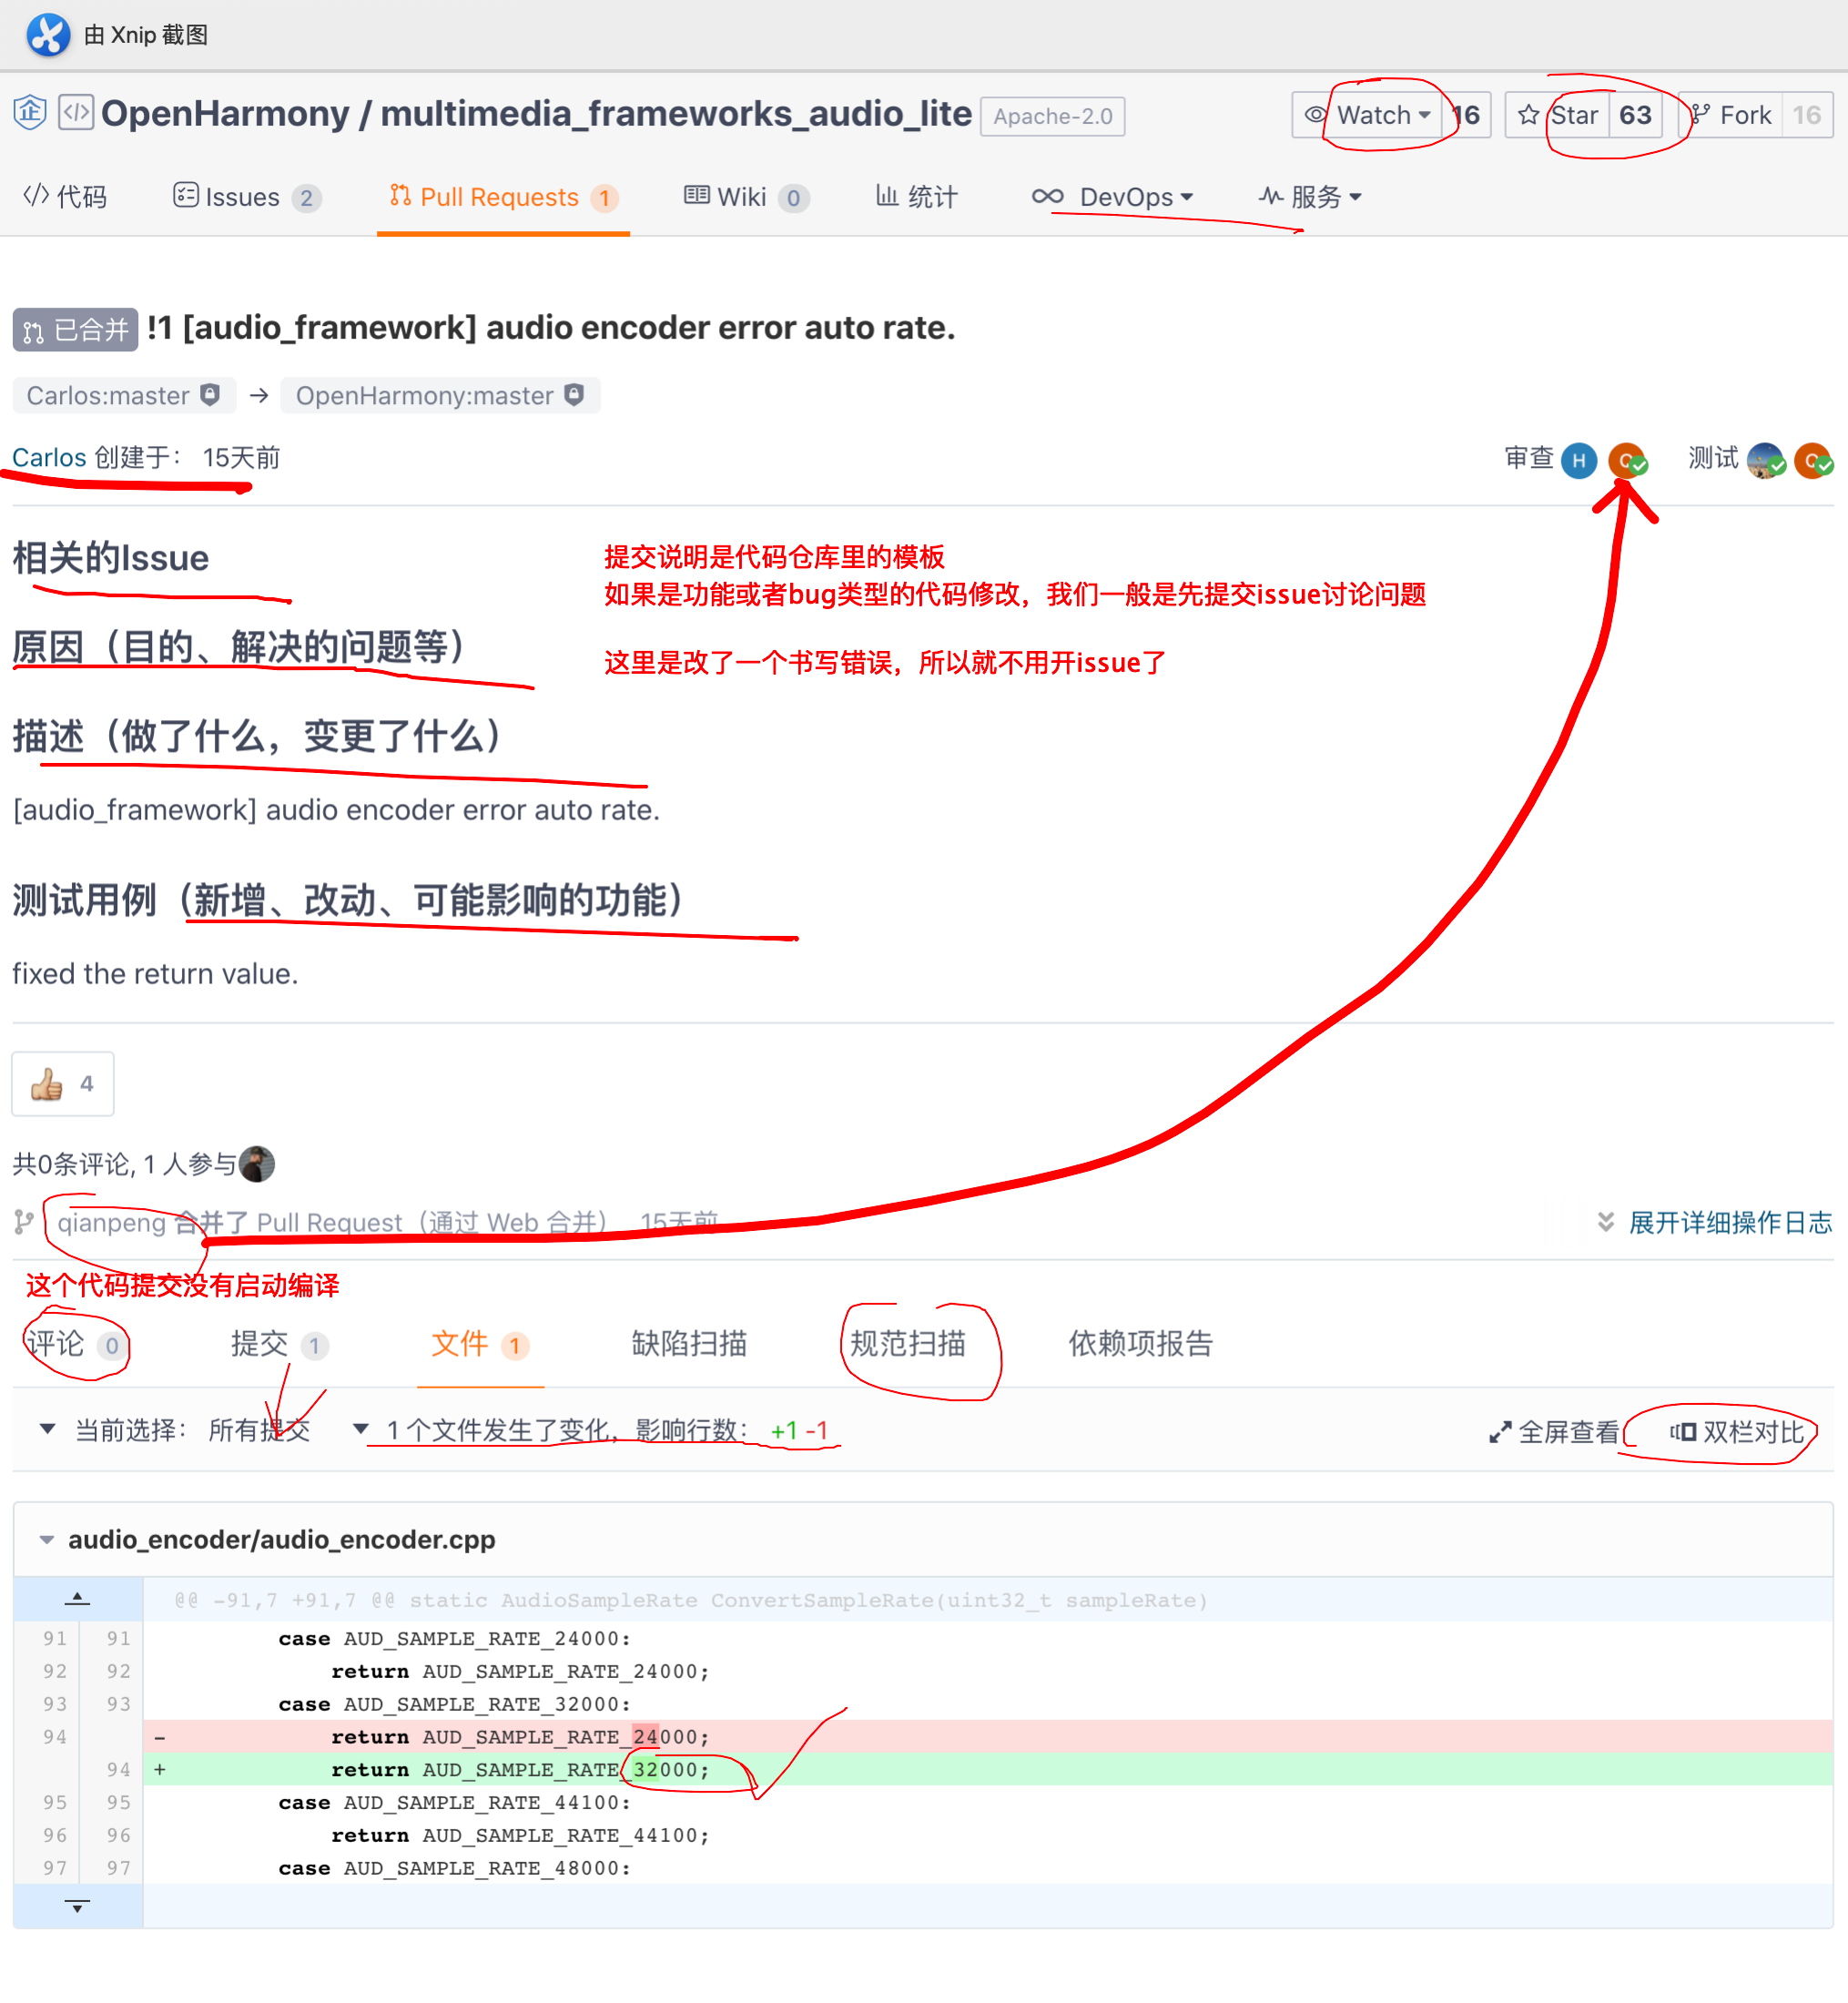 由 Xnip 截图
OpenHarmony / multimedia_frameworks_audio_lite Apache-2.0 Watch 16 Star 63 Fork 16
代码 Issues 2 Pull Requests 1 Wiki 0 统计 DevOps 服务
已合并 !1 [audio_framework] audio encoder error auto rate.
Carlos:master → OpenHarmony:master
Carlos 创建于： 15天前 审查 H Q 测试 Q
相关的Issue
提交说明是代码仓库里的模板
如果是功能或者bug类型的代码修改，我们一般是先提交issue讨论问题
原因（目的、解决的问题等）
这里是改了一个书写错误，所以就不用开issue了
描述（做了什么，变更了什么）
[audio_framework] audio encoder error auto rate.
测试用例（新增、改动、可能影响的功能）
fixed the return value.
4
共0条评论, 1 人参与
qianpeng 合并了 Pull Request（通过 Web 合并） 15天前 展开详细操作日志
这个代码提交没有启动编译
评论 0 提交 1 文件 1 缺陷扫描 规范扫描 依赖项报告
当前选择： 所有提交 1 个文件发生了变化，影响行数： +1 -1 全屏查看 双栏对比
audio_encoder/audio_encoder.cpp
@@ -91,7 +91,7 @@ static AudioSampleRate ConvertSampleRate(uint32_t sampleRate)
91 91 case AUD_SAMPLE_RATE_24000:
92 92 return AUD_SAMPLE_RATE_24000;
93 93 case AUD_SAMPLE_RATE_32000:
94 - return AUD_SAMPLE_RATE_24000;
94 + return AUD_SAMPLE_RATE_32000;
95 95 case AUD_SAMPLE_RATE_44100:
96 96 return AUD_SAMPLE_RATE_44100;
97 97 case AUD_SAMPLE_RATE_48000: